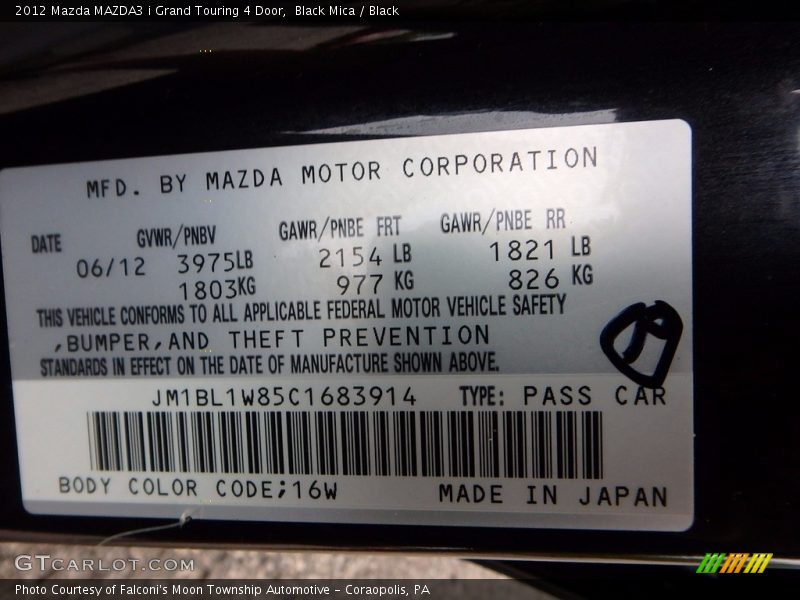 2012 Mazda MAZDA3 i Grand Touring 4 Door,  Black Mica / Black
MFD. BY MAZDA MOTOR CORPORATION
DATE GVWR/PNBV GAWR/PNBE FRT GAWR/PNBE RR
06/12 3975LB 2154 LB 1821 LB
1803KG 977 KG 826 KG
THIS VEHICLE CONFORMS TO ALL APPLICABLE FEDERAL MOTOR VEHICLE SAFETY
,BUMPER,AND THEFT PREVENTION
STANDARDS IN EFFECT ON THE DATE OF MANUFACTURE SHOWN ABOVE.
JM1BL1W85C1683914 TYPE: PASS CAR
BODY COLOR CODE;16W MADE IN JAPAN
GTCARLOT.COM
Photo Courtesy of Falconi's Moon Township Automotive - Coraopolis, PA